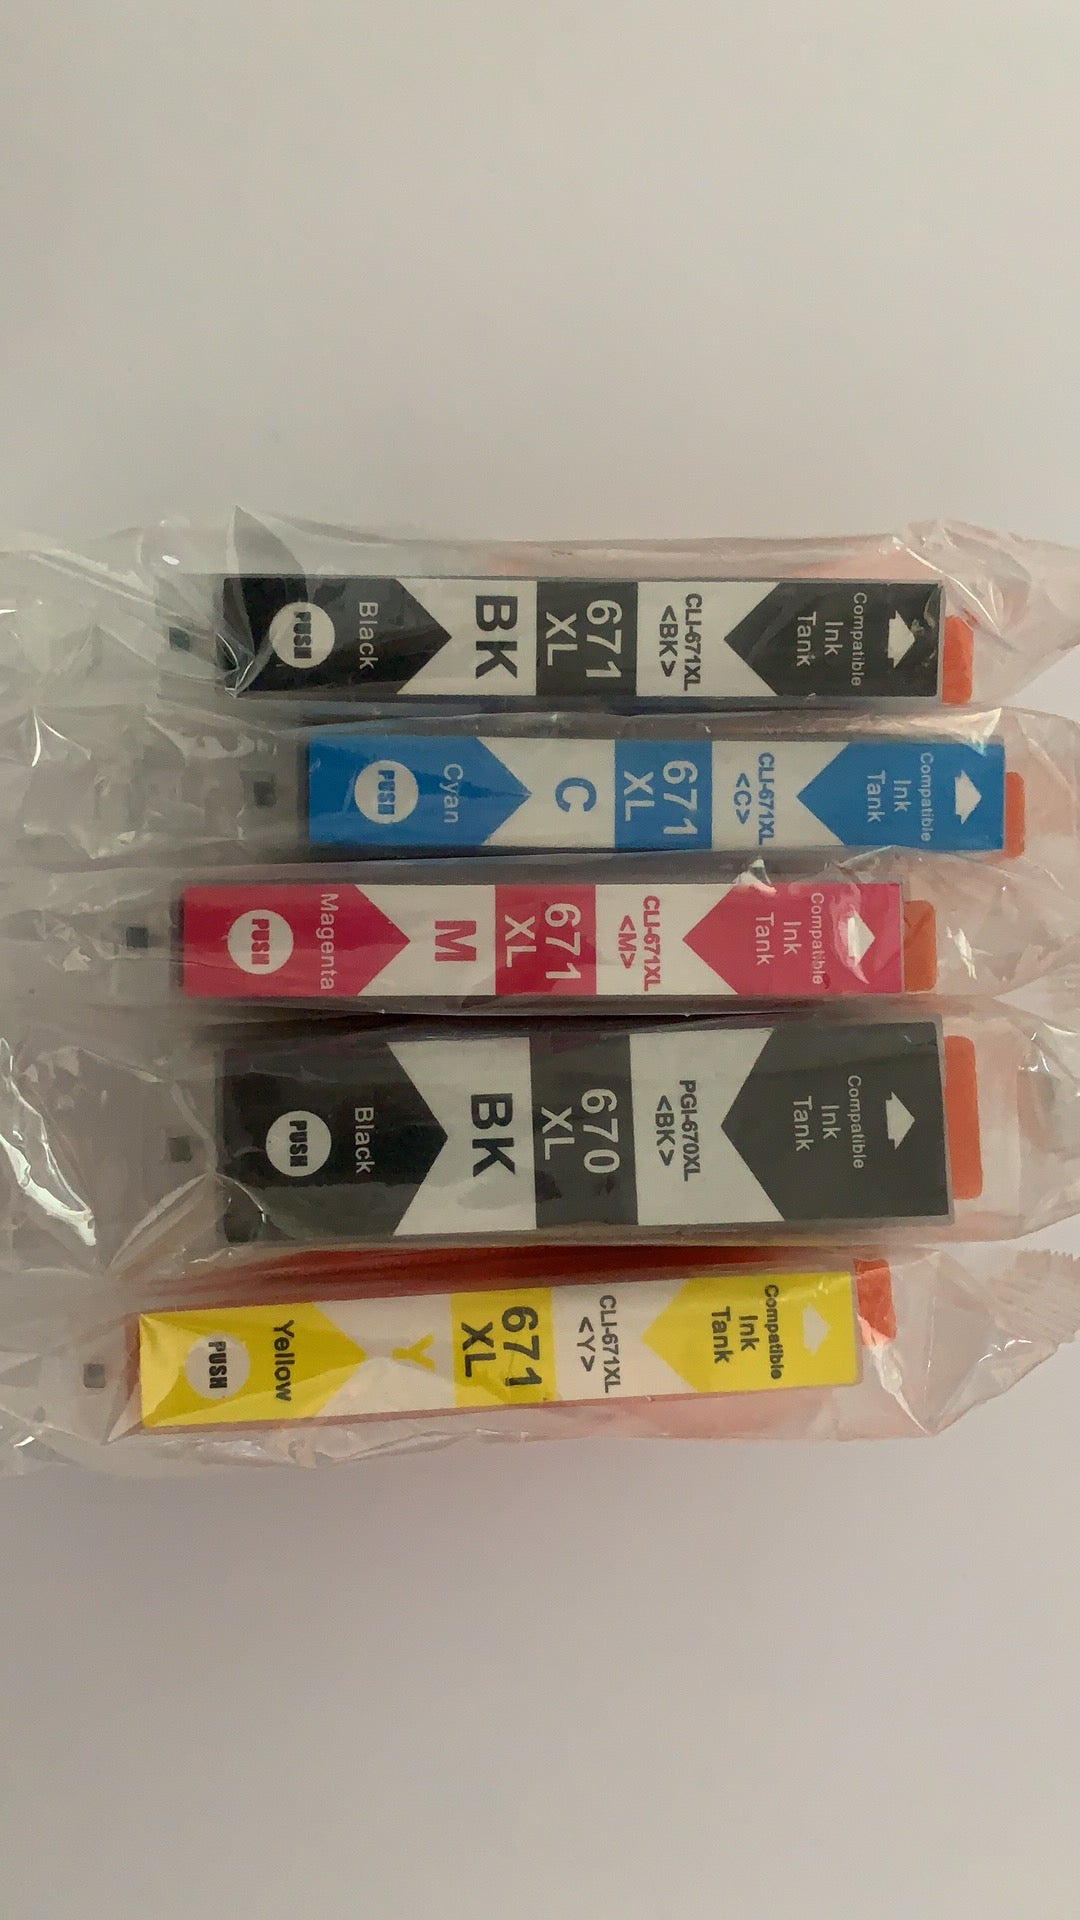 Compatible
Ink
Tank
CLI-671XL
<BK>
671
XL
BK
Black
PUSH
Compatible
Ink
Tank
CLI-671XL
<C>
671
XL
C
Cyan
PUSH
Compatible
Ink
Tank
CLI-671XL
<M>
671
XL
M
Magenta
PUSH
Compatible
Ink
Tank
PGI-670XL
<BK>
670
XL
BK
Black
PUSH
Compatible
Ink
Tank
CLI-671XL
<Y>
671
XL
Y
Yellow
PUSH